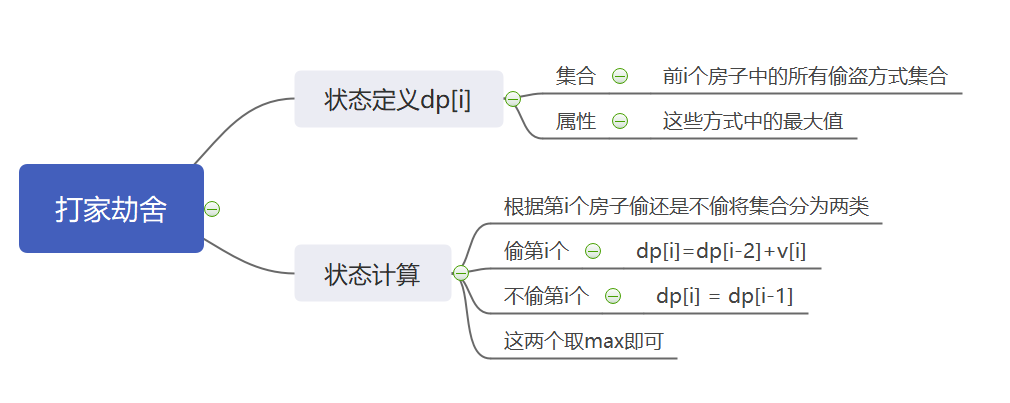 打家劫舍
状态定义dp[i]
集合 前i个房子中的所有偷盗方式集合
属性 这些方式中的最大值
状态计算
根据第i个房子偷还是不偷将集合分为两类
偷第i个 dp[i]=dp[i-2]+v[i]
不偷第i个 dp[i] = dp[i-1]
这两个取max即可